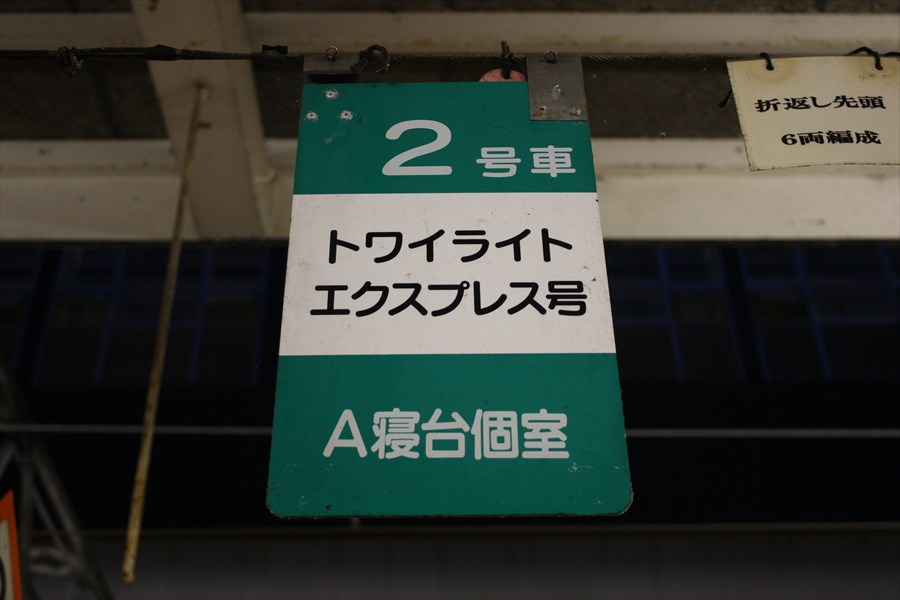 2号車
トワイライト
エクスプレス号
A寝台個室
折返し先頭
6両編成